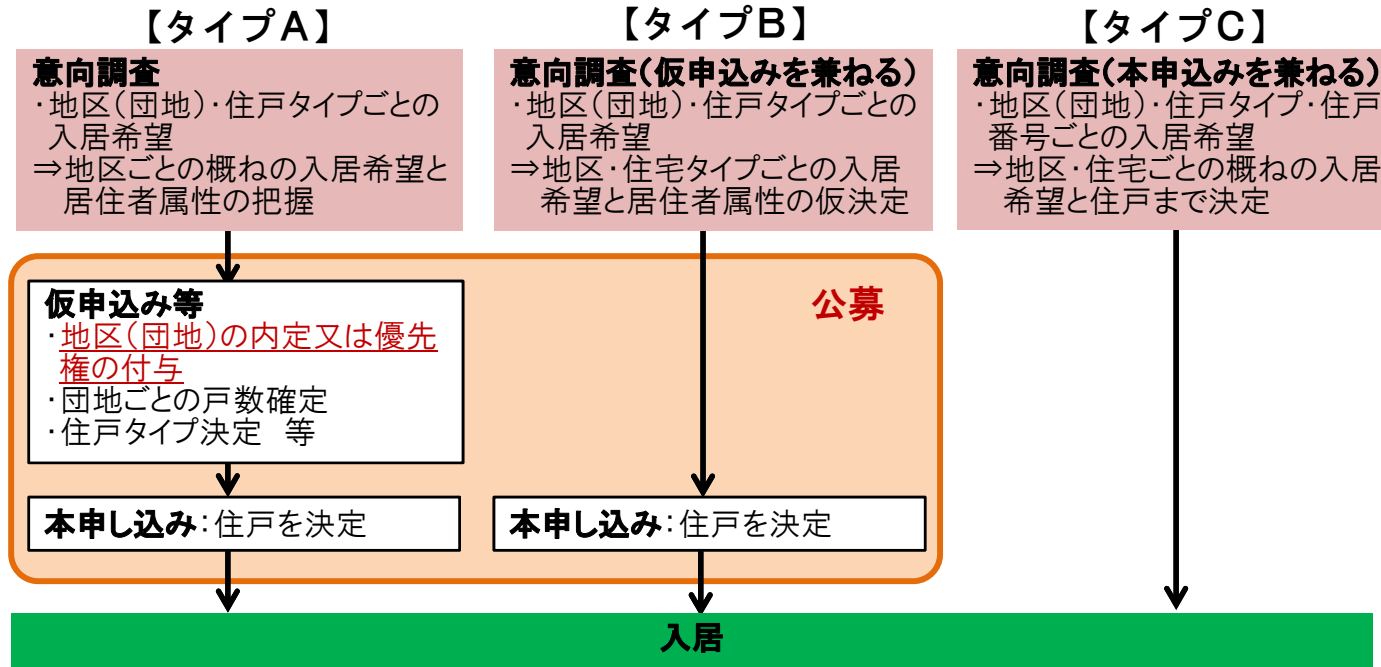 【タイプA】
意向調査
・地区(団地)・住戸タイプごとの
入居希望
⇒地区ごとの概ねの入居希望と
居住者属性の把握
仮申込み等
・地区(団地)の内定又は優先
権の付与
・団地ごとの戸数確定
・住戸タイプ決定 等
本申し込み:住戸を決定
【タイプB】
意向調査(仮申込みを兼ねる)
・地区(団地)・住戸タイプごとの
入居希望
⇒地区・住宅タイプごとの入居
希望と居住者属性の仮決定
公募
本申し込み:住戸を決定
【タイプC】
意向調査(本申込みを兼ねる)
・地区(団地)・住戸タイプ・住戸
番号ごとの入居希望
⇒地区・住宅ごとの概ねの入居
希望と住戸まで決定
入居